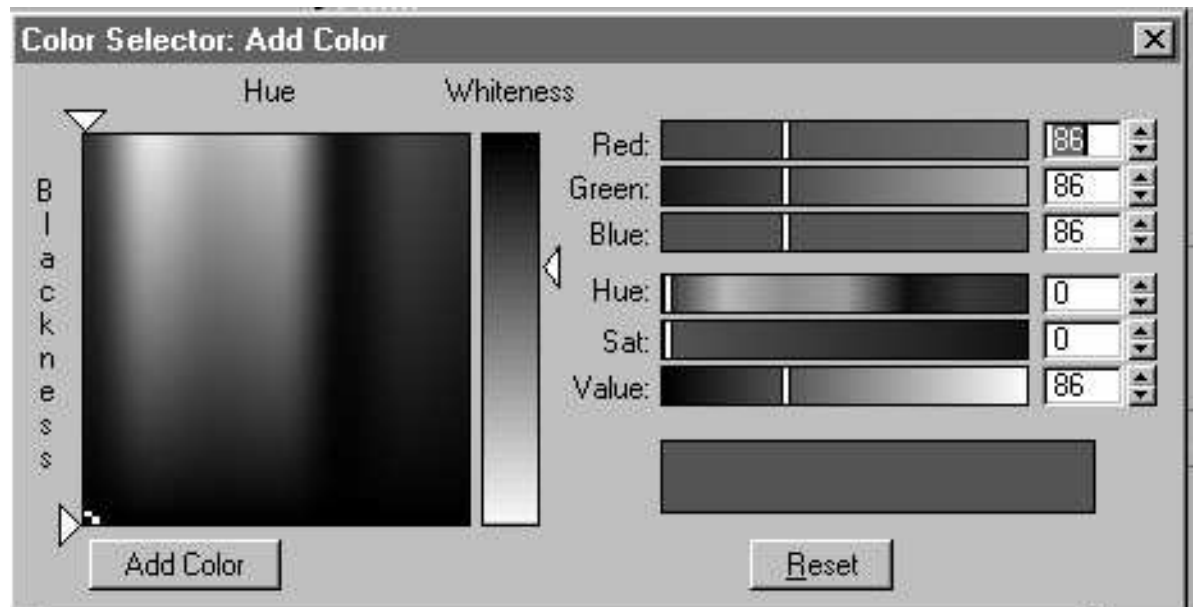 Color Selector: Add Color
Hue
Whiteness
Blackness
Red: 86
Green: 86
Blue: 86
Hue: 0
Sat: 0
Value: 86
Add Color
Reset